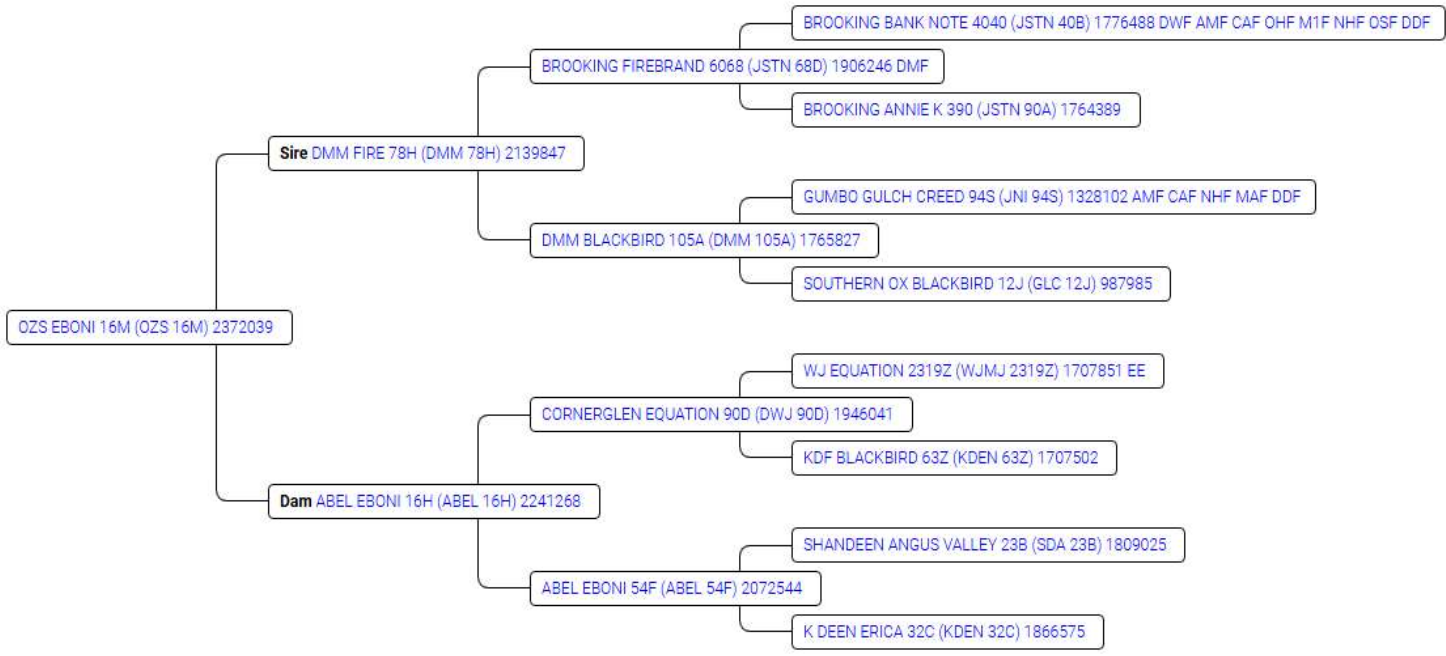 BROOKING BANK NOTE 4040 (JSTN 40B) 1776488 DWF AMF CAF OHF M1F NHF OSF DDF
BROOKING FIREBRAND 6068 (JSTN 68D) 1906246 DMF
BROOKING ANNIE K 390 (JSTN 90A) 1764389
Sire DMM FIRE 78H (DMM 78H) 2139847
GUMBO GULCH CREED 94S (JNI 94S) 1328102 AMF CAF NHF MAF DDF
DMM BLACKBIRD 105A (DMM 105A) 1765827
SOUTHERN OX BLACKBIRD 12J (GLC 12J) 987985
OZS EBONI 16M (OZS 16M) 2372039
WJ EQUATION 2319Z (WJMJ 2319Z) 1707851 EE
CORNERGLEN EQUATION 90D (DWJ 90D) 1946041
KDF BLACKBIRD 63Z (KDEN 63Z) 1707502
Dam ABEL EBONI 16H (ABEL 16H) 2241268
SHANDEEN ANGUS VALLEY 23B (SDA 23B) 1809025
ABEL EBONI 54F (ABEL 54F) 2072544
K DEEN ERICA 32C (KDEN 32C) 1866575